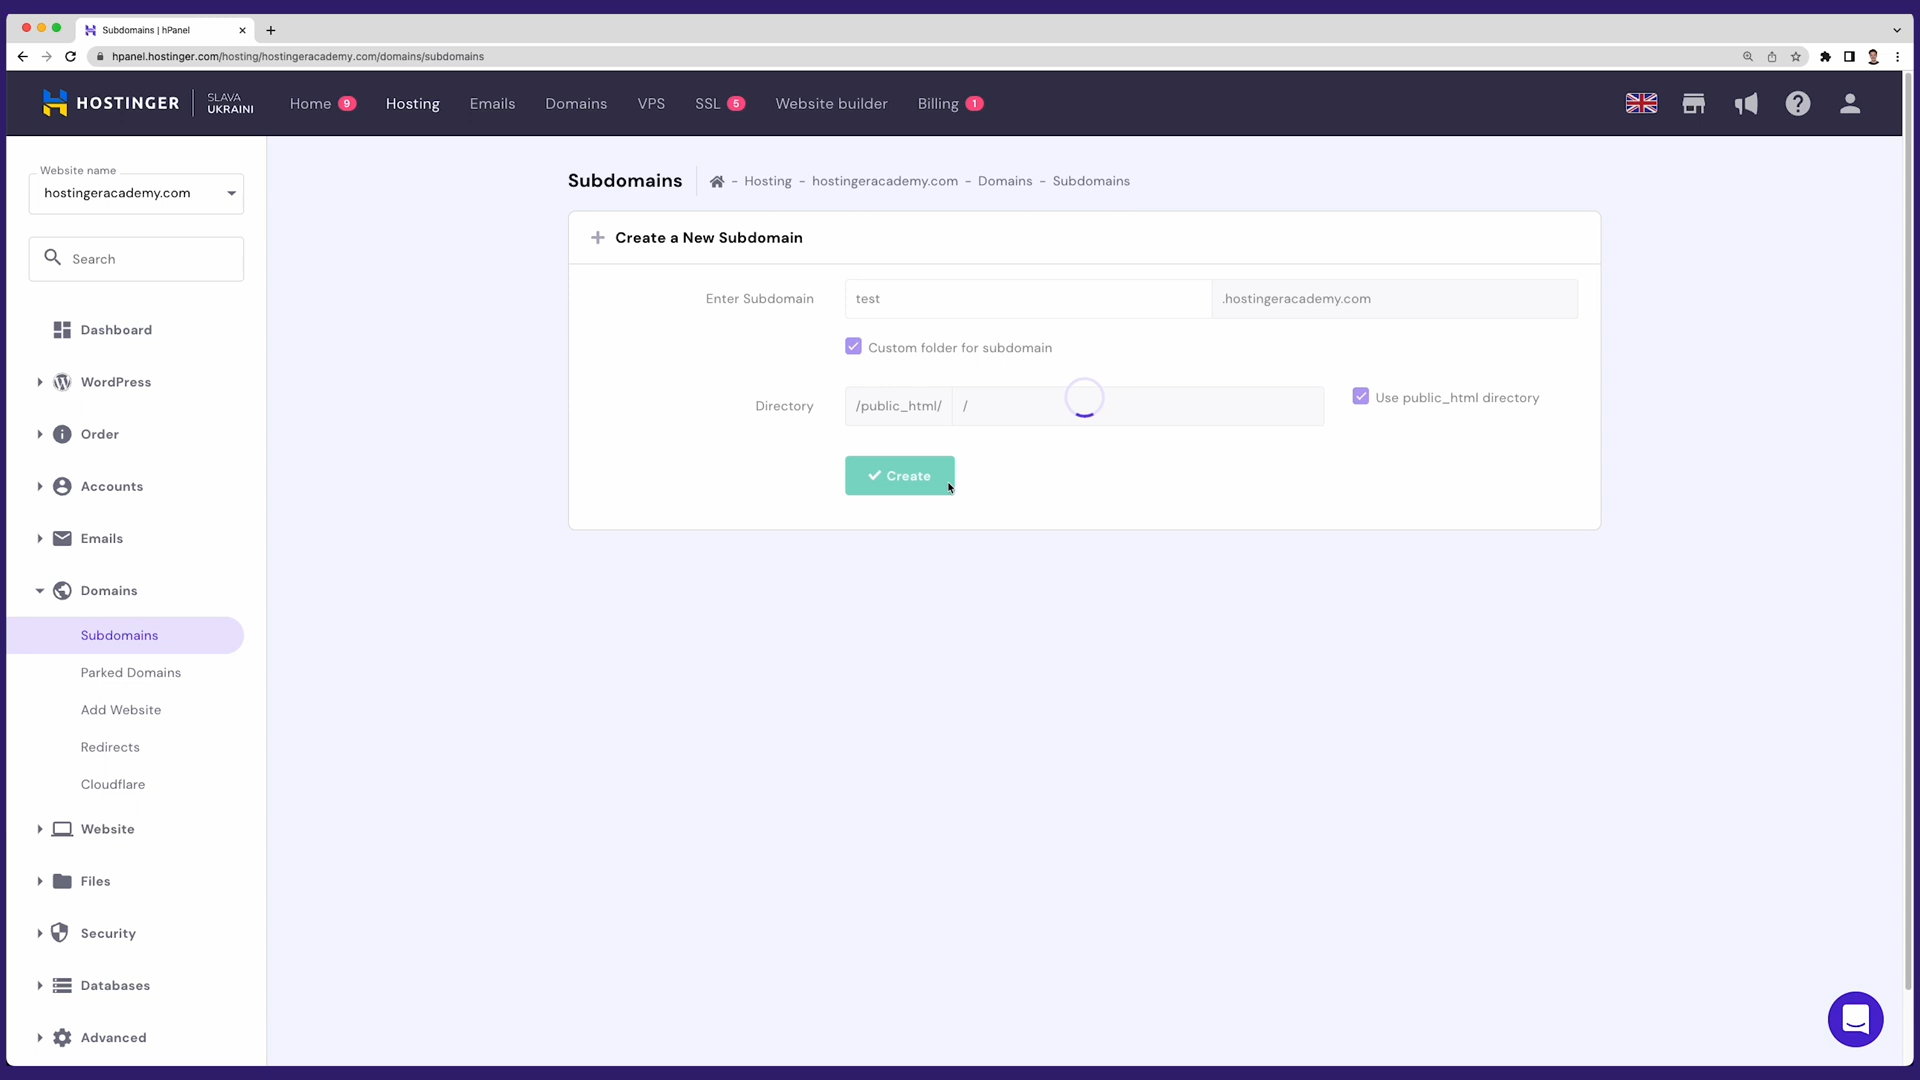 Subdomains | hPanel
hpanel.hostinger.com/hosting/hostingeracademy.com/domains/subdomains
HOSTINGER
SLAVA
UKRAINI
Home 9
Hosting
Emails
Domains
VPS
SSL 5
Website builder
Billing 1
Website name
hostingeracademy.com
Search
Dashboard
WordPress
Order
Accounts
Emails
Domains
Subdomains
Parked Domains
Add Website
Redirects
Cloudflare
Website
Files
Security
Databases
Advanced
Subdomains
- Hosting - hostingeracademy.com - Domains - Subdomains
Create a New Subdomain
Enter Subdomain
test
.hostingeracademy.com
Custom folder for subdomain
Directory
/public_html/
/
Use public_html directory
Create